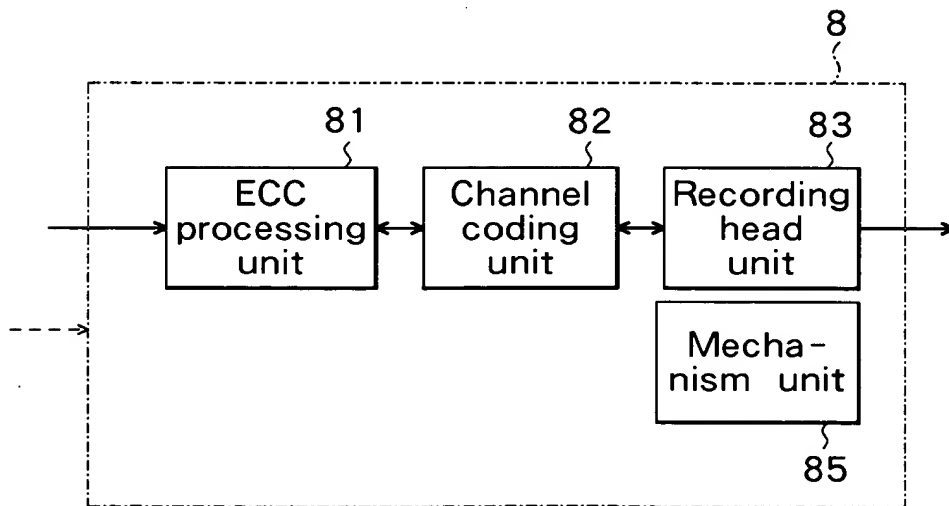 8
81
82
83
ECC
processing
unit
Channel
coding
unit
Recording
head
unit
Mecha-
nism unit
85